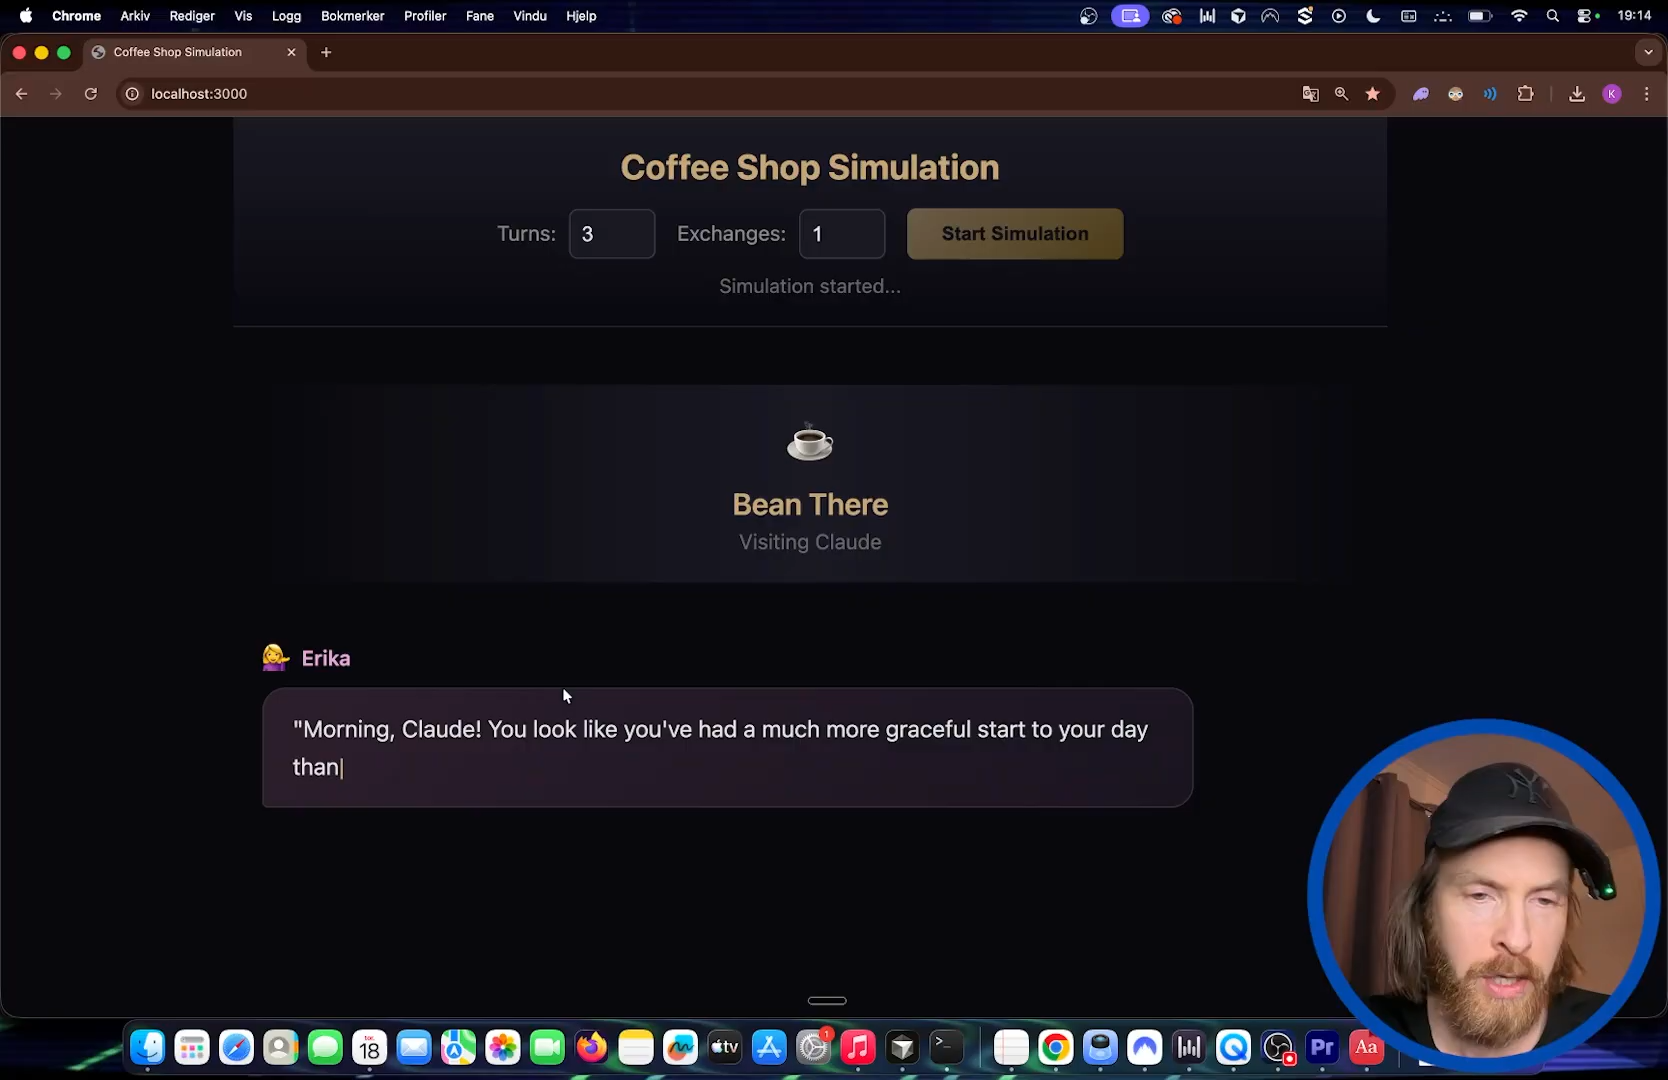 Chrome Arkiv Rediger Vis Logg Bokmerker Profiler Fane Vindu Hjelp 19:14
Coffee Shop Simulation
localhost:3000
K
Coffee Shop Simulation
Turns: 3 Exchanges: 1 Start Simulation
Simulation started...
Bean There
Visiting Claude
Erika
"Morning, Claude! You look like you've had a much more graceful start to your day
than
18 tv 1 Pr Aa